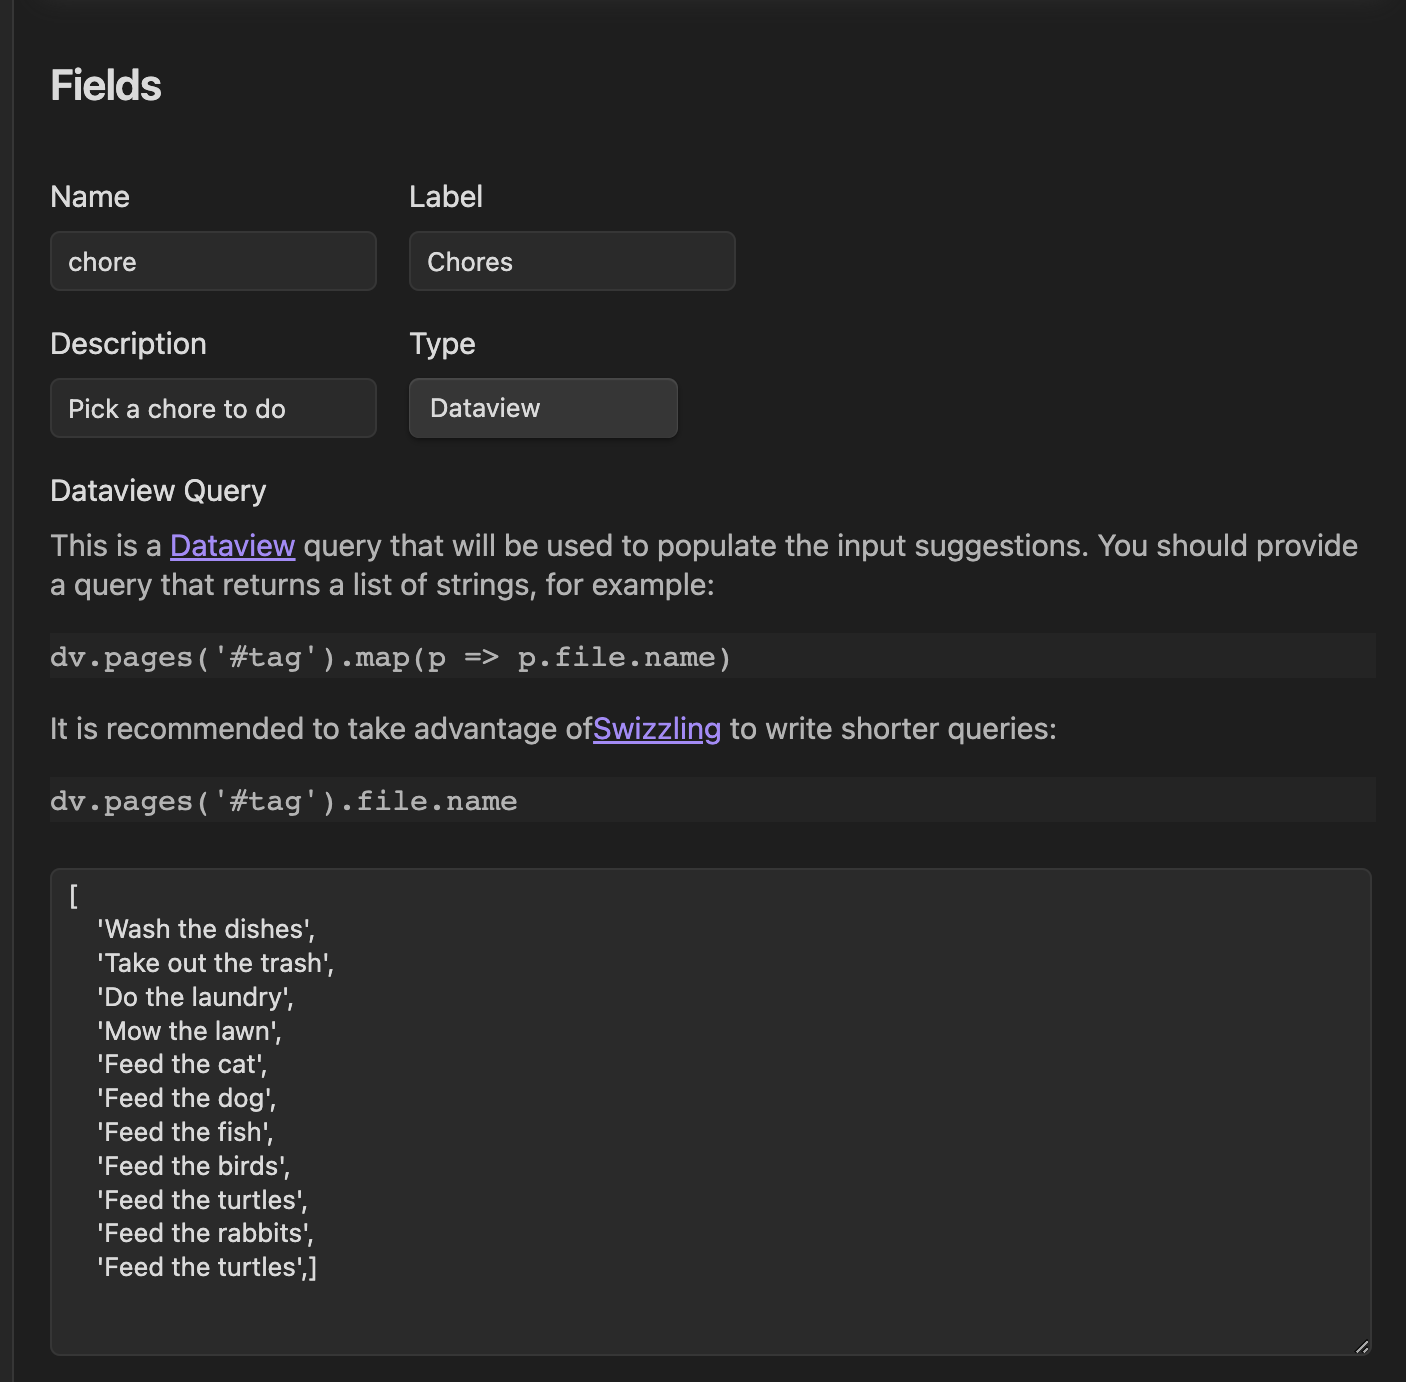 Fields
Name Label
chore Chores
Description Type
Pick a chore to do Dataview
Dataview Query
This is a Dataview query that will be used to populate the input suggestions. You should provide
a query that returns a list of strings, for example:
dv.pages('#tag').map(p => p.file.name)
It is recommended to take advantage ofSwizzling to write shorter queries:
dv.pages('#tag').file.name
[
'Wash the dishes',
'Take out the trash',
'Do the laundry',
'Mow the lawn',
'Feed the cat',
'Feed the dog',
'Feed the fish',
'Feed the birds',
'Feed the turtles',
'Feed the rabbits',
'Feed the turtles',]